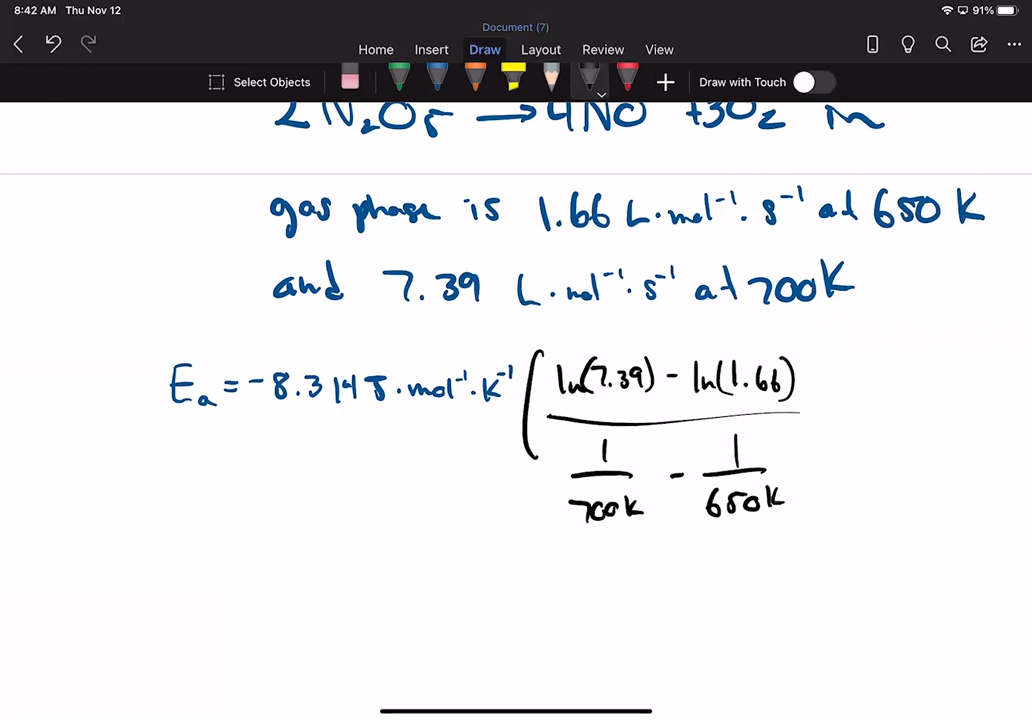 8:42 AM Thu Nov 12 91%
Document (7)
Home Insert Draw Layout Review View
Select Objects Draw with Touch
2N₂O₅ → 4NO + 3O₂ in
gas phase is 1.66 L·mol⁻¹·s⁻¹ at 650 K
and 7.39 L·mol⁻¹·s⁻¹ at 700K
Eₐ = -8.314 J·mol⁻¹·K⁻¹ ( ln(7.39) - ln(1.66)
1 - 1
700K 650K